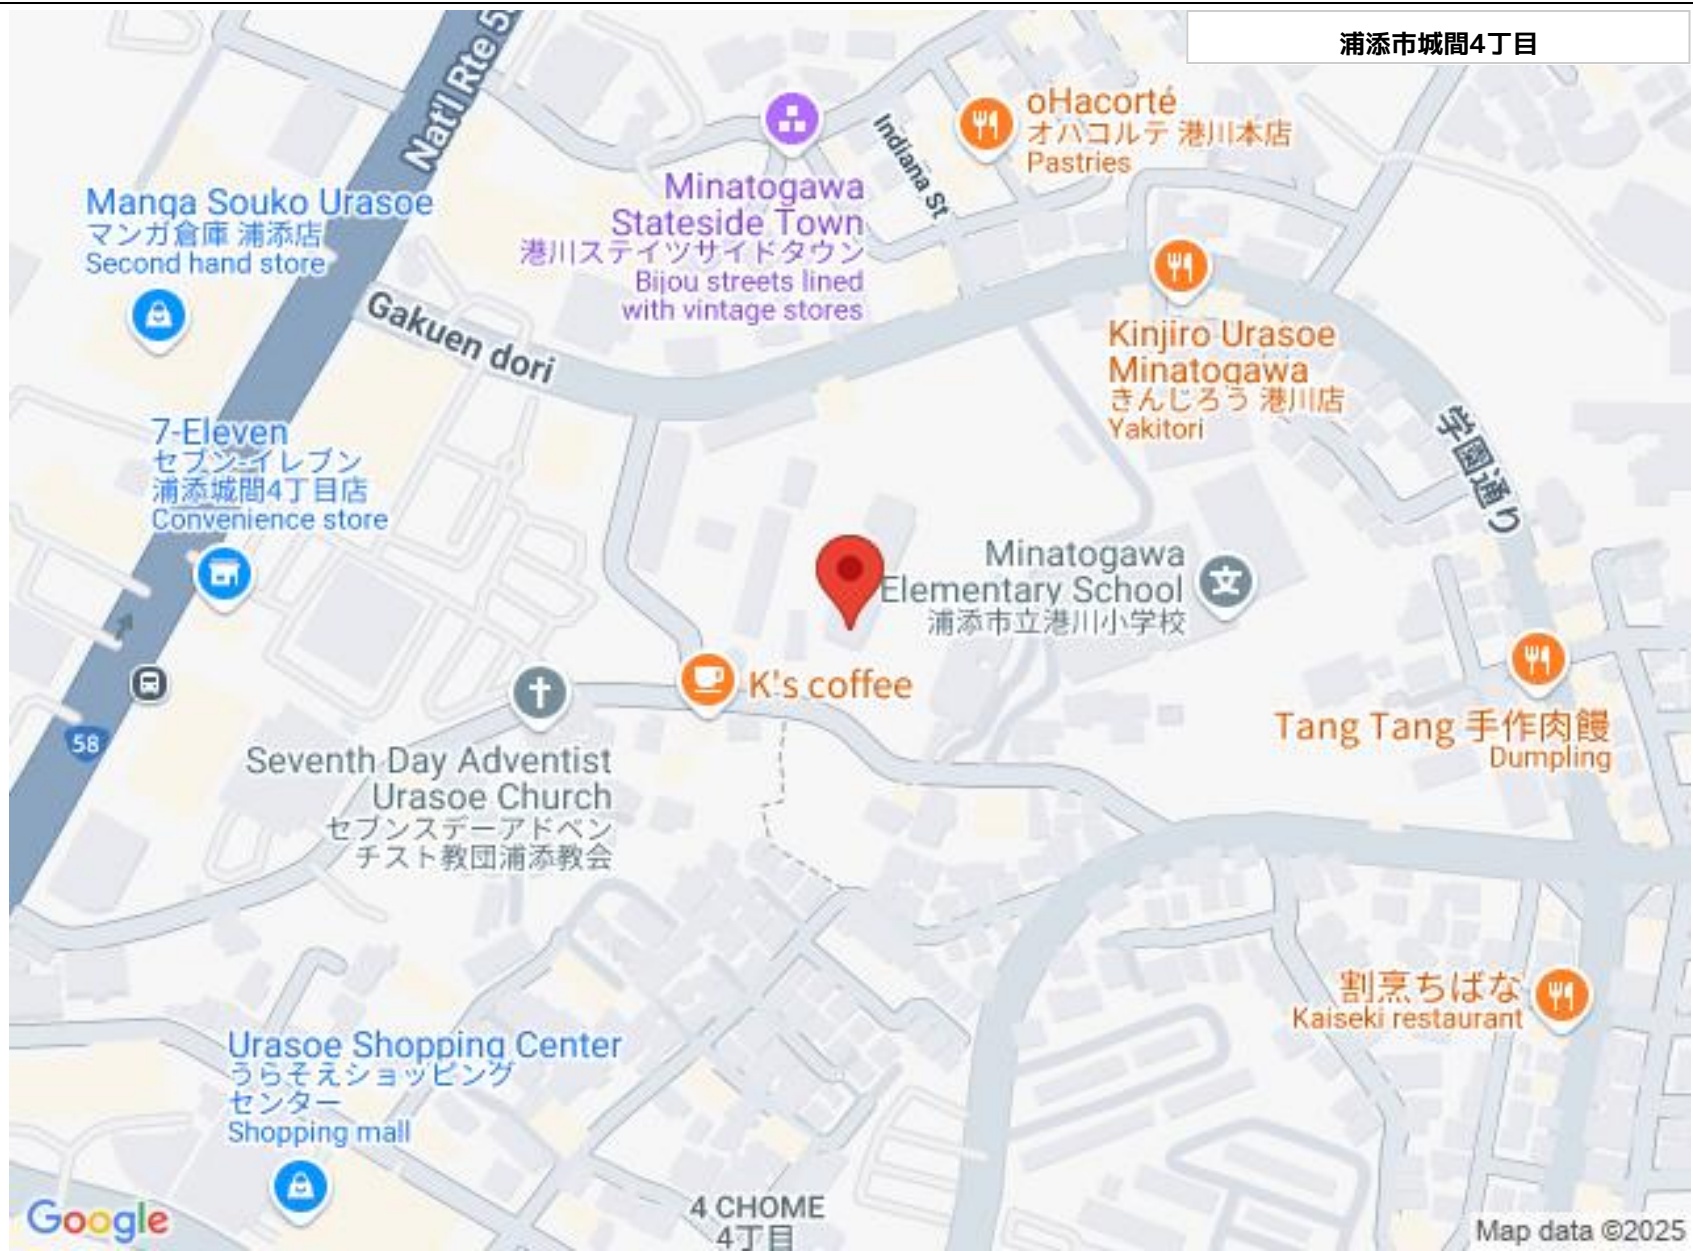 浦添市城間4丁目
Nat'l Rte 5
oHacorté
オハコルテ 港川本店
Pastries
Indiana St
Minatogawa
Stateside Town
港川ステイツサイドタウン
Bijou streets lined
with vintage stores
Manga Souko Urasoe
マンガ倉庫 浦添店
Second hand store
Gakuen dori
Kinjiro Urasoe
Minatogawa
きんじろう 港川店
Yakitori
学園通り
7-Eleven
セブン-イレブン
浦添城間4丁目店
Convenience store
Minatogawa
Elementary School
浦添市立港川小学校
文
K's coffee
58
Seventh Day Adventist
Urasoe Church
セブンスデーアドベン
チスト教団浦添教会
Tang Tang 手作肉饅
Dumpling
割烹ちばな
Kaiseki restaurant
Urasoe Shopping Center
うらそえショッピング
センター
Shopping mall
4 CHOME
4丁目
Google
Map data ©2025